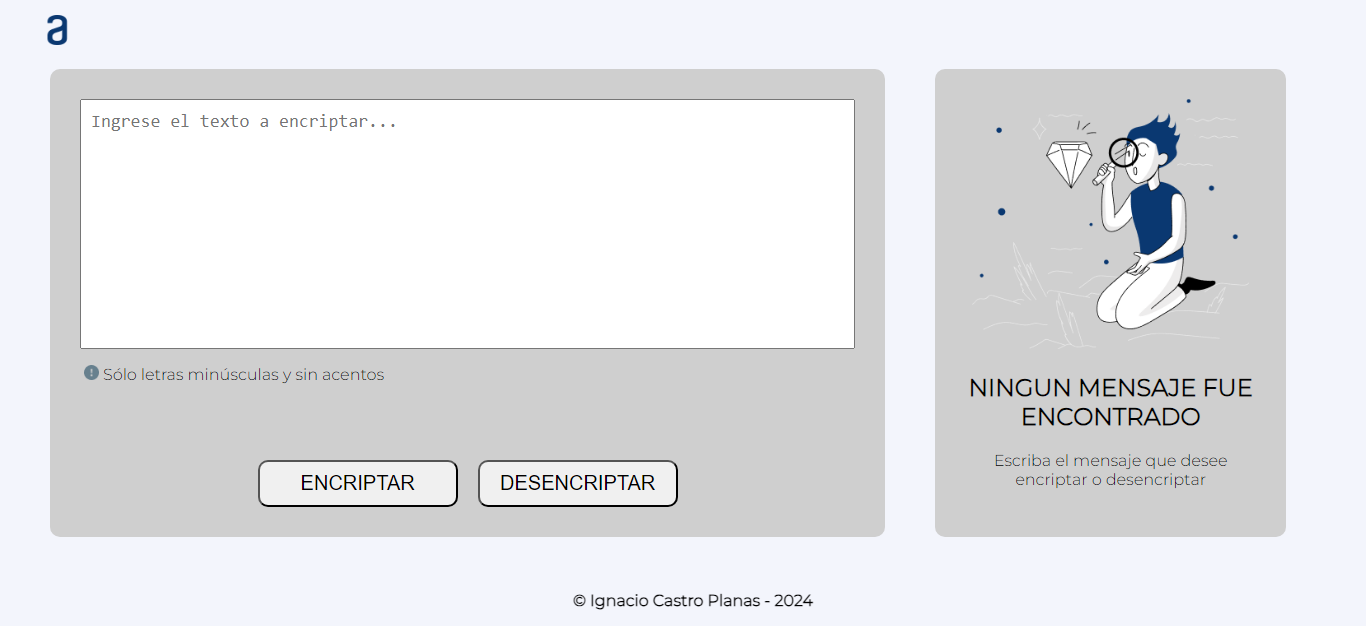 a
Ingrese el texto a encriptar...
! Sólo letras minúsculas y sin acentos
ENCRIPTAR
DESENCRIPTAR
NINGUN MENSAJE FUE
ENCONTRADO
Escriba el mensaje que desee
encriptar o desencriptar
© Ignacio Castro Planas - 2024